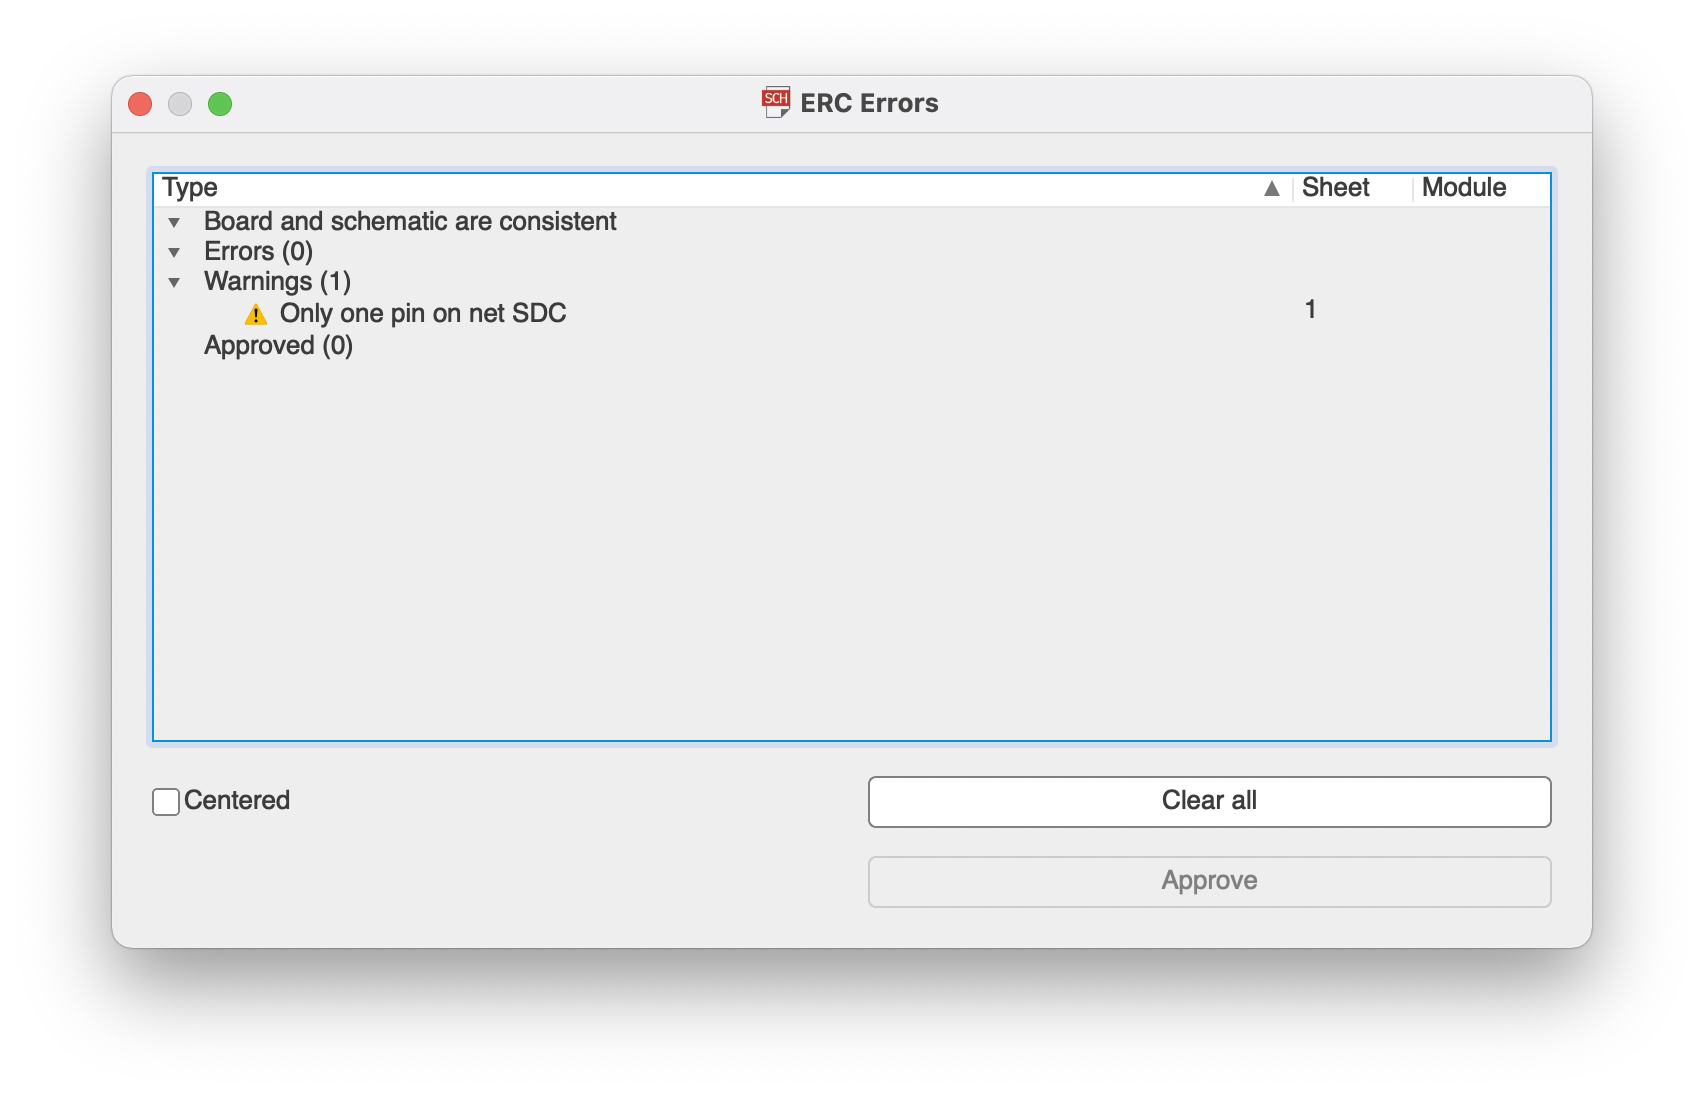 SCH ERC Errors
Type Sheet Module
Board and schematic are consistent
Errors (0)
Warnings (1)
Only one pin on net SDC 1
Approved (0)
Centered Clear all
Approve